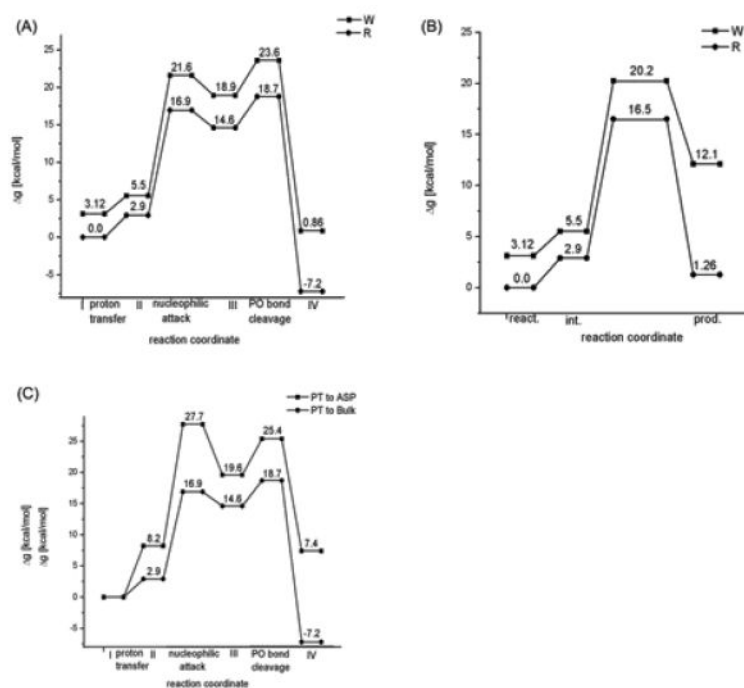 (A)
W
R
Δg [kcal/mol]
25
20
15
10
5
0
-5
3.12
0.0
5.5
2.9
21.6
16.9
18.9
14.6
23.6
18.7
0.86
-7.2
I proton transfer II nucleophilic attack III PO bond cleavage IV
reaction coordinate
(B)
W
R
Δg [kcal/mol]
25
20
15
10
5
0
3.12
0.0
5.5
2.9
20.2
16.5
12.1
1.26
react. int. prod.
reaction coordinate
(C)
PT to ASP
PT to Bulk
Δg [kcal/mol]
Δg [kcal/mol]
25
20
15
10
5
0
-5
8.2
2.9
27.7
16.9
19.6
14.6
25.4
18.7
7.4
-7.2
I proton transfer II nucleophilic attack III PO bond cleavage IV
reaction coordinate